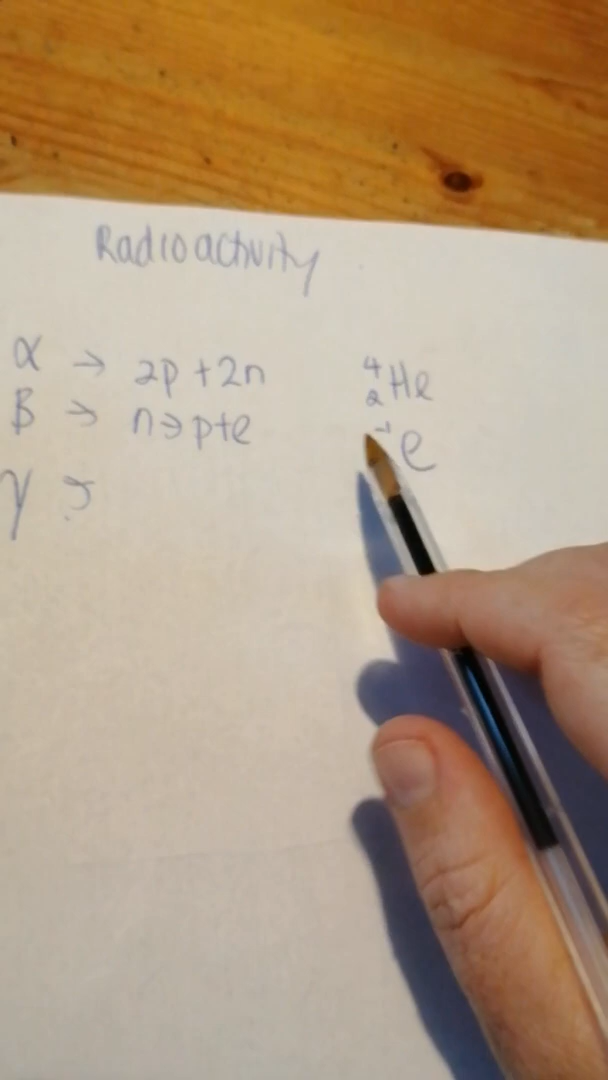 Radioactivity
α → 2p + 2n ⁴₂He
β → n → p+e ⁻¹e
γ →